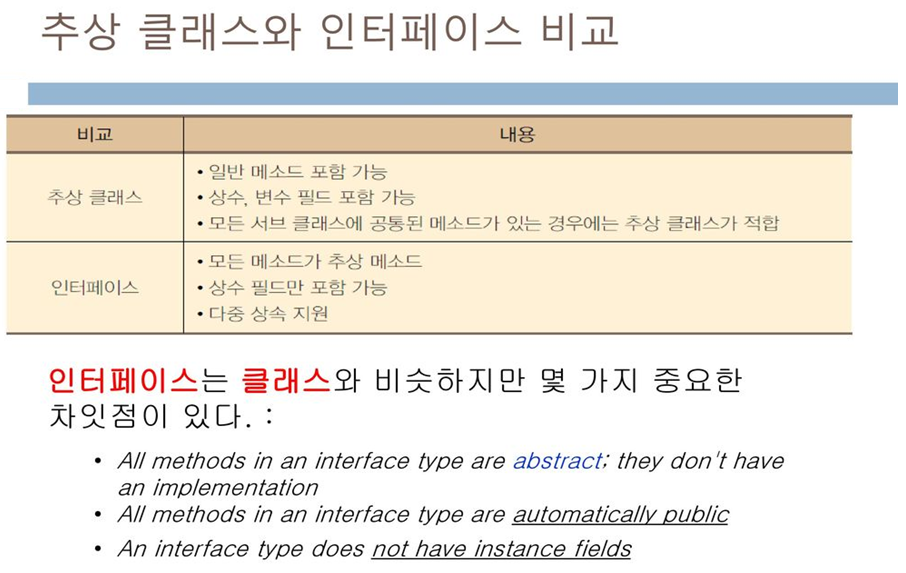 추상 클래스와 인터페이스 비교
비교 내용
추상 클래스
• 일반 메소드 포함 가능
• 상수, 변수 필드 포함 가능
• 모든 서브 클래스에 공통된 메소드가 있는 경우에는 추상 클래스가 적합
인터페이스
• 모든 메소드가 추상 메소드
• 상수 필드만 포함 가능
• 다중 상속 지원
인터페이스는 클래스와 비슷하지만 몇 가지 중요한
차잇점이 있다. :
• All methods in an interface type are abstract; they don't have
an implementation
• All methods in an interface type are automatically public
• An interface type does not have instance fields